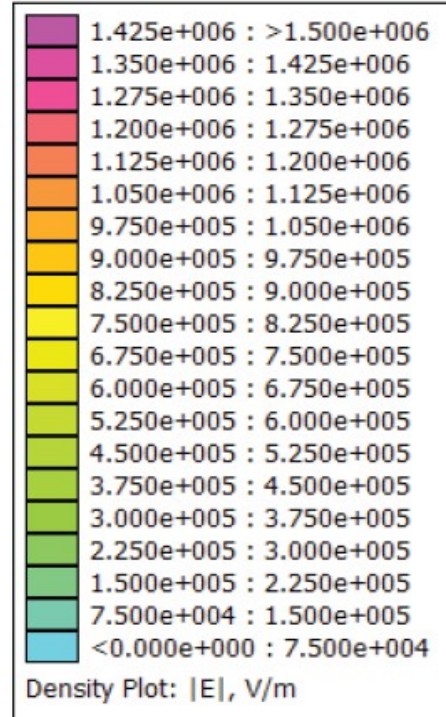 1.425e+006 : >1.500e+006
1.350e+006 : 1.425e+006
1.275e+006 : 1.350e+006
1.200e+006 : 1.275e+006
1.125e+006 : 1.200e+006
1.050e+006 : 1.125e+006
9.750e+005 : 1.050e+006
9.000e+005 : 9.750e+005
8.250e+005 : 9.000e+005
7.500e+005 : 8.250e+005
6.750e+005 : 7.500e+005
6.000e+005 : 6.750e+005
5.250e+005 : 6.000e+005
4.500e+005 : 5.250e+005
3.750e+005 : 4.500e+005
3.000e+005 : 3.750e+005
2.250e+005 : 3.000e+005
1.500e+005 : 2.250e+005
7.500e+004 : 1.500e+005
<0.000e+000 : 7.500e+004
Density Plot: |E|, V/m